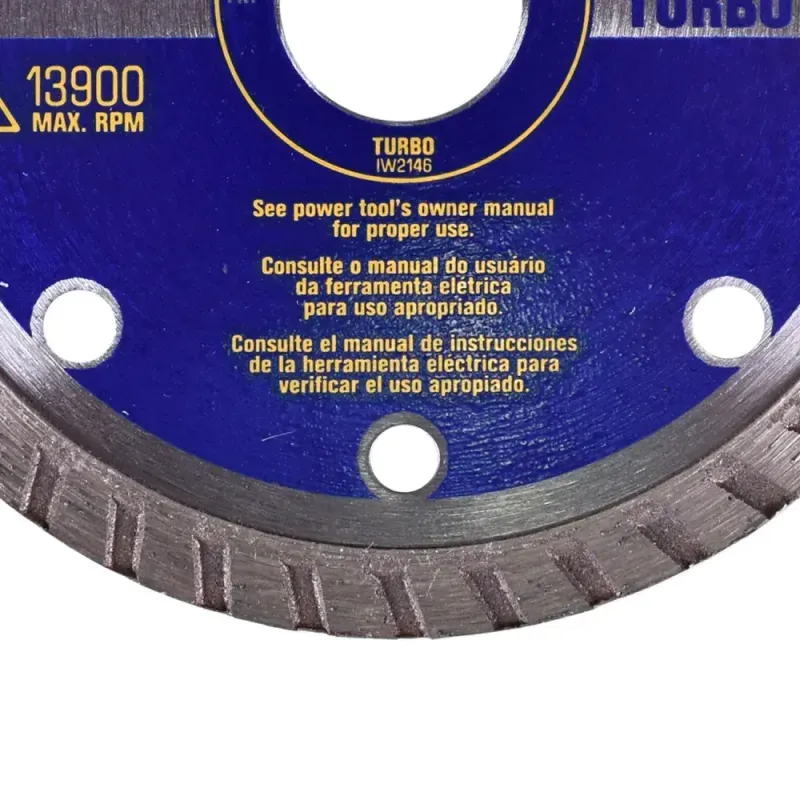 TURBO
13900
MAX. RPM
TURBO
IW2146
See power tool's owner manual
for proper use.
Consulte o manual do usuário
da ferramenta elétrica
para uso apropriado.
Consulte el manual de instrucciones
de la herramienta eléctrica para
verificar el uso apropiado.